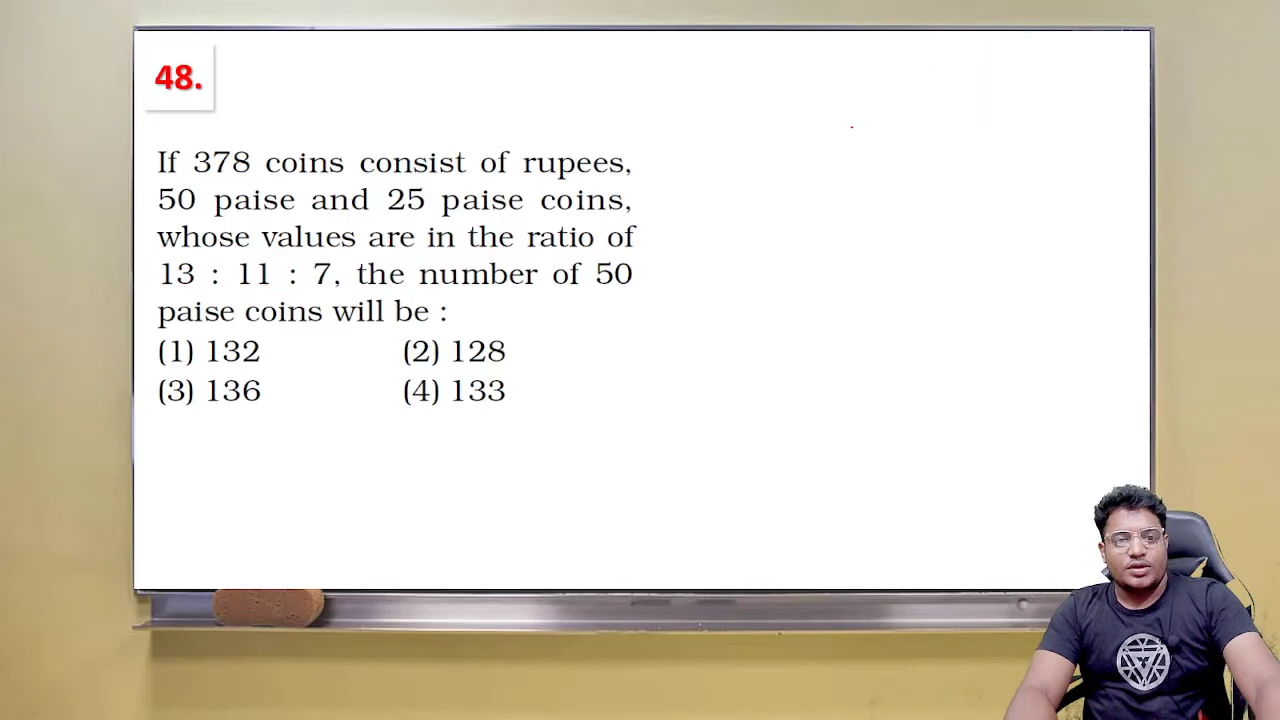 48.
If 378 coins consist of rupees,
50 paise and 25 paise coins,
whose values are in the ratio of
13 : 11 : 7, the number of 50
paise coins will be :
(1) 132 (2) 128
(3) 136 (4) 133